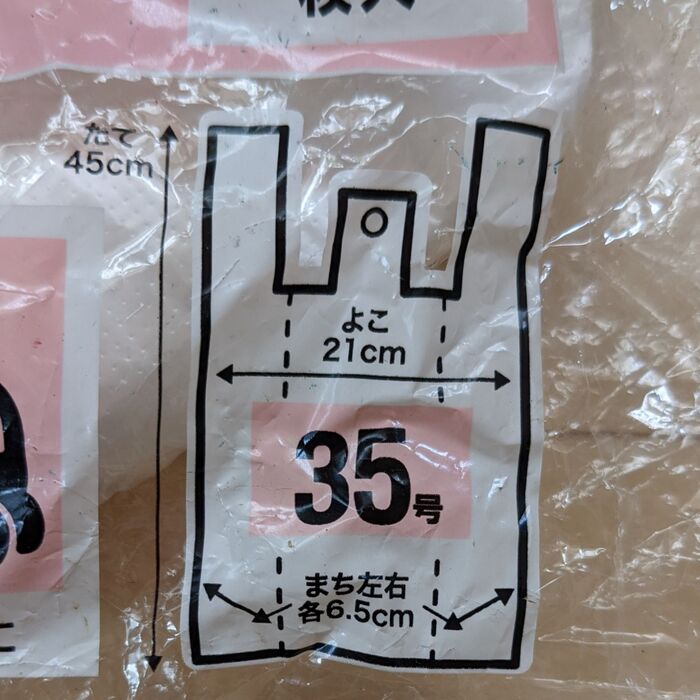 枚入
たて
45cm
よこ
21cm
35号
まち左右
各6.5cm